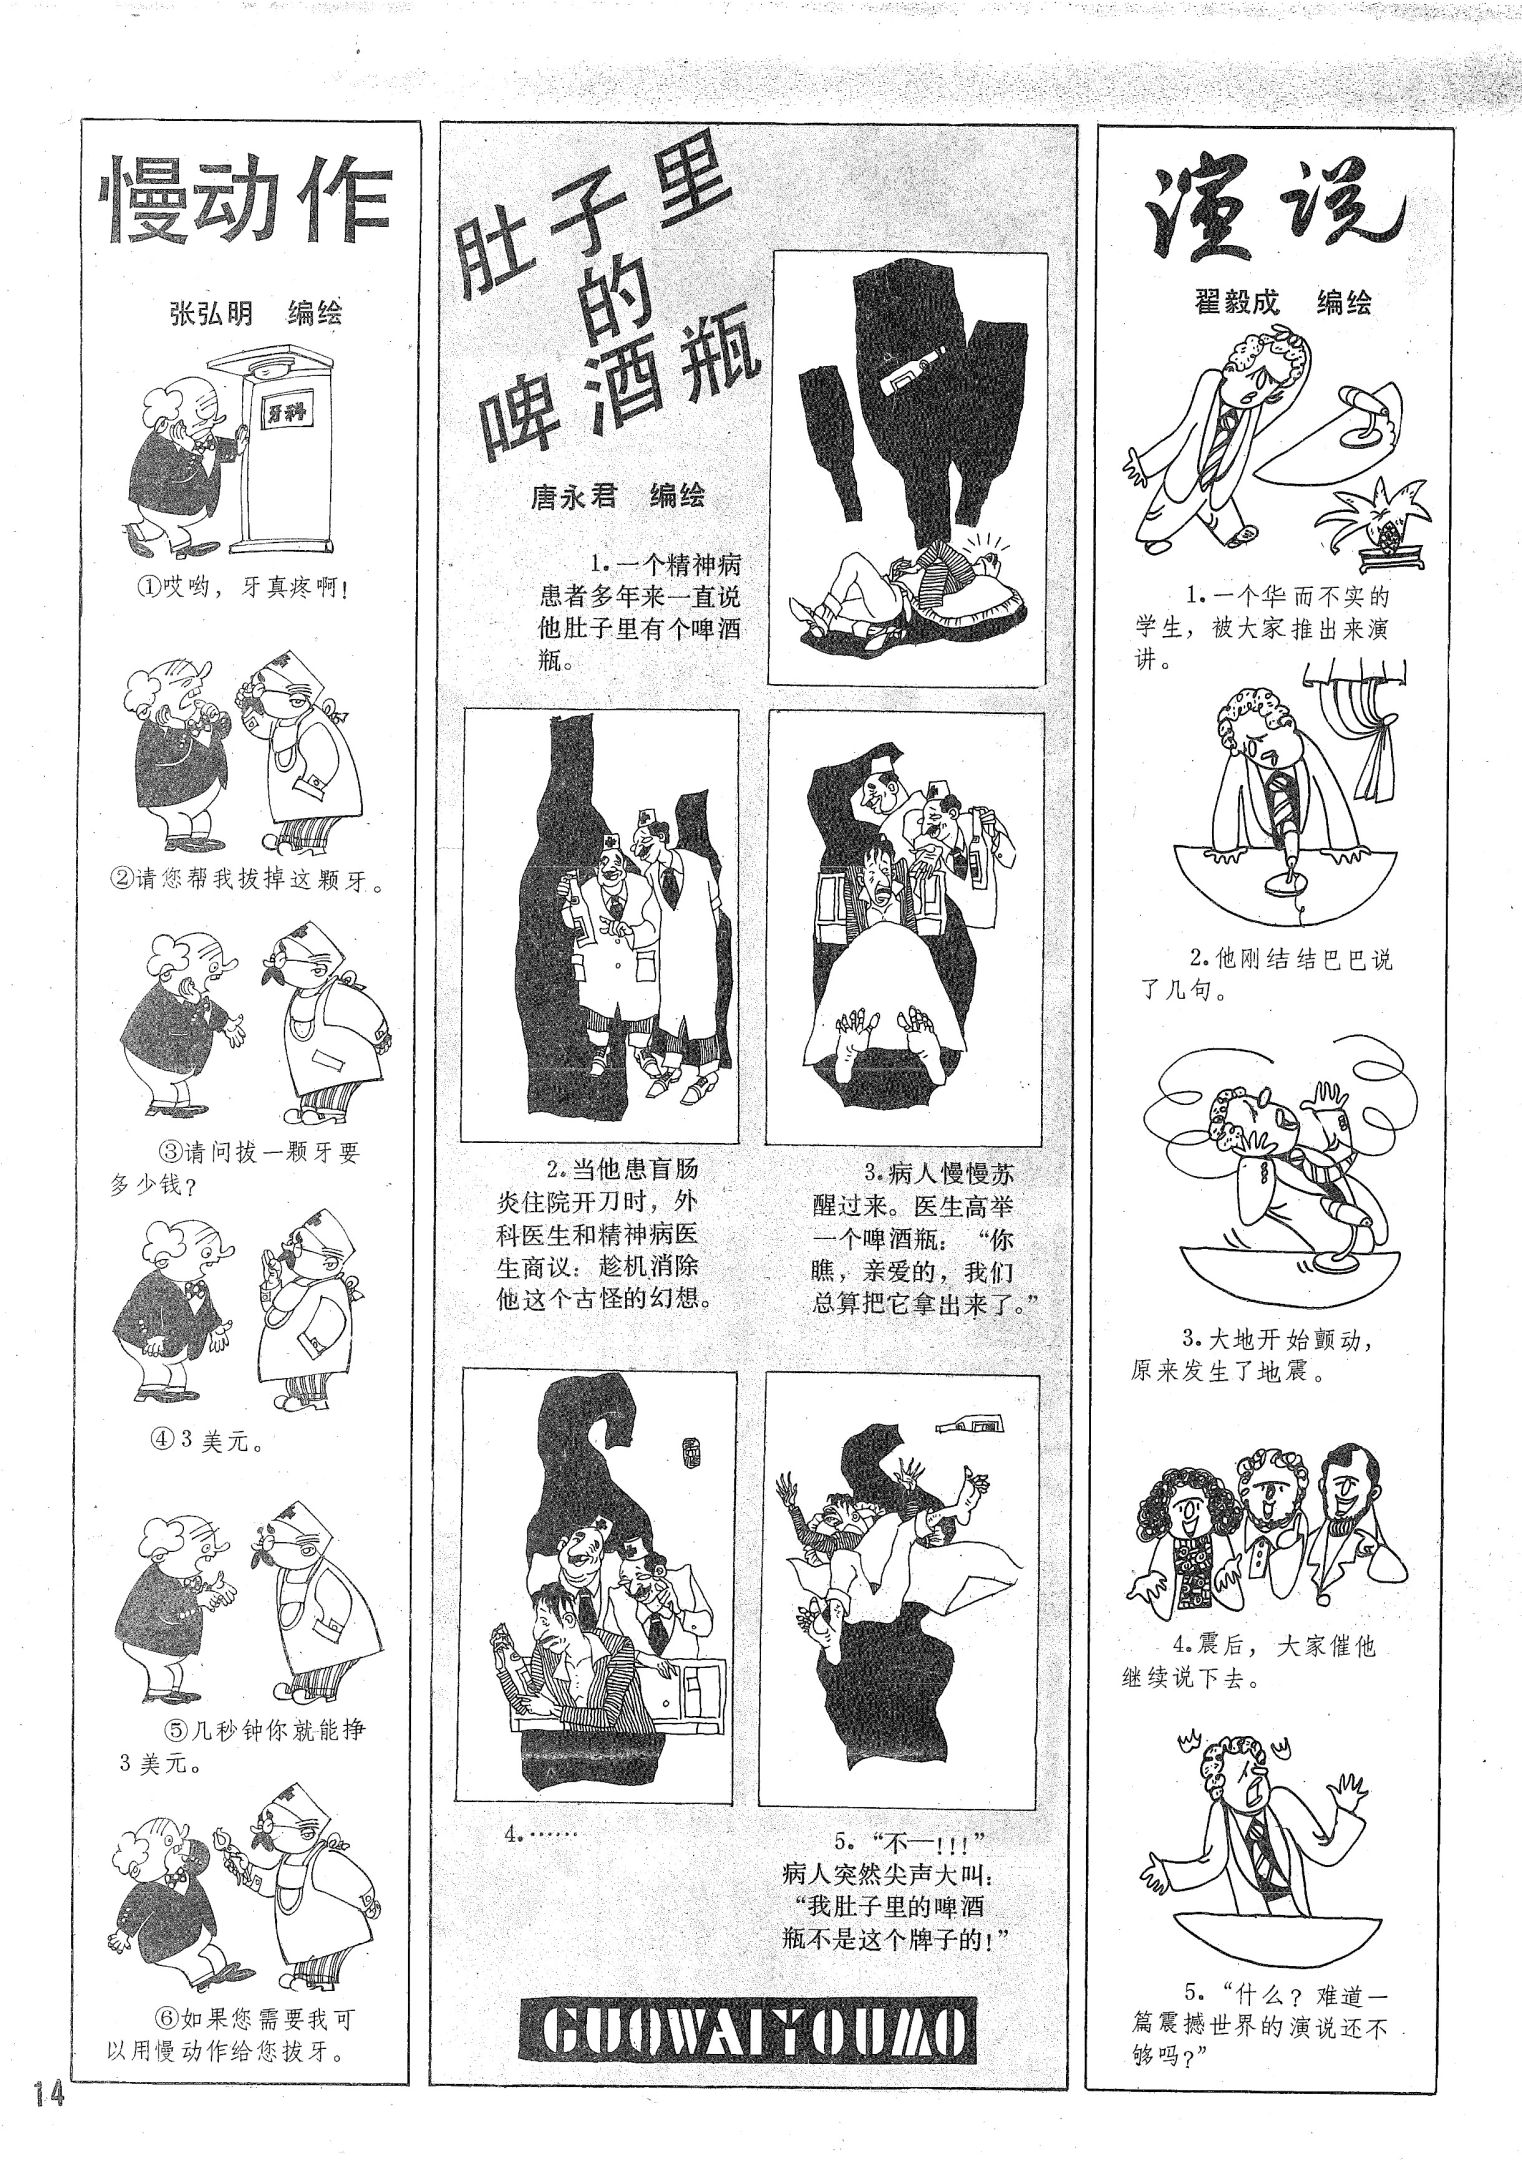 慢动作
张弘明 编绘
牙科
①哎哟，牙真疼啊！
②请您帮我拔掉这颗牙。
③请问拔一颗牙要
多少钱？
④3美元。
⑤几秒钟你就能挣
3美元。
⑥如果您需要我可
以用慢动作给您拔牙。
肚子里
的
啤酒瓶
唐永君 编绘
1.一个精神病
患者多年来一直说
他肚子里有个啤酒
瓶。
2.当他患盲肠
炎住院开刀时，外
科医生和精神病医
生商议：趁机消除
他这个古怪的幻想。
3.病人慢慢苏
醒过来。医生高举
一个啤酒瓶：“你
瞧，亲爱的，我们
总算把它拿出来了。”
4.……
5.“不—！！！”
病人突然尖声大叫：
“我肚子里的啤酒
瓶不是这个牌子的！”
GUOWAIYOUMO
演说
翟毅成 编绘
1.一个华而不实的
学生，被大家推出来演
讲。
2.他刚结结巴巴说
了几句。
3.大地开始颤动，
原来发生了地震。
4.震后，大家催他
继续说下去。
5.“什么？难道一
篇震撼世界的演说还不
够吗？”
14